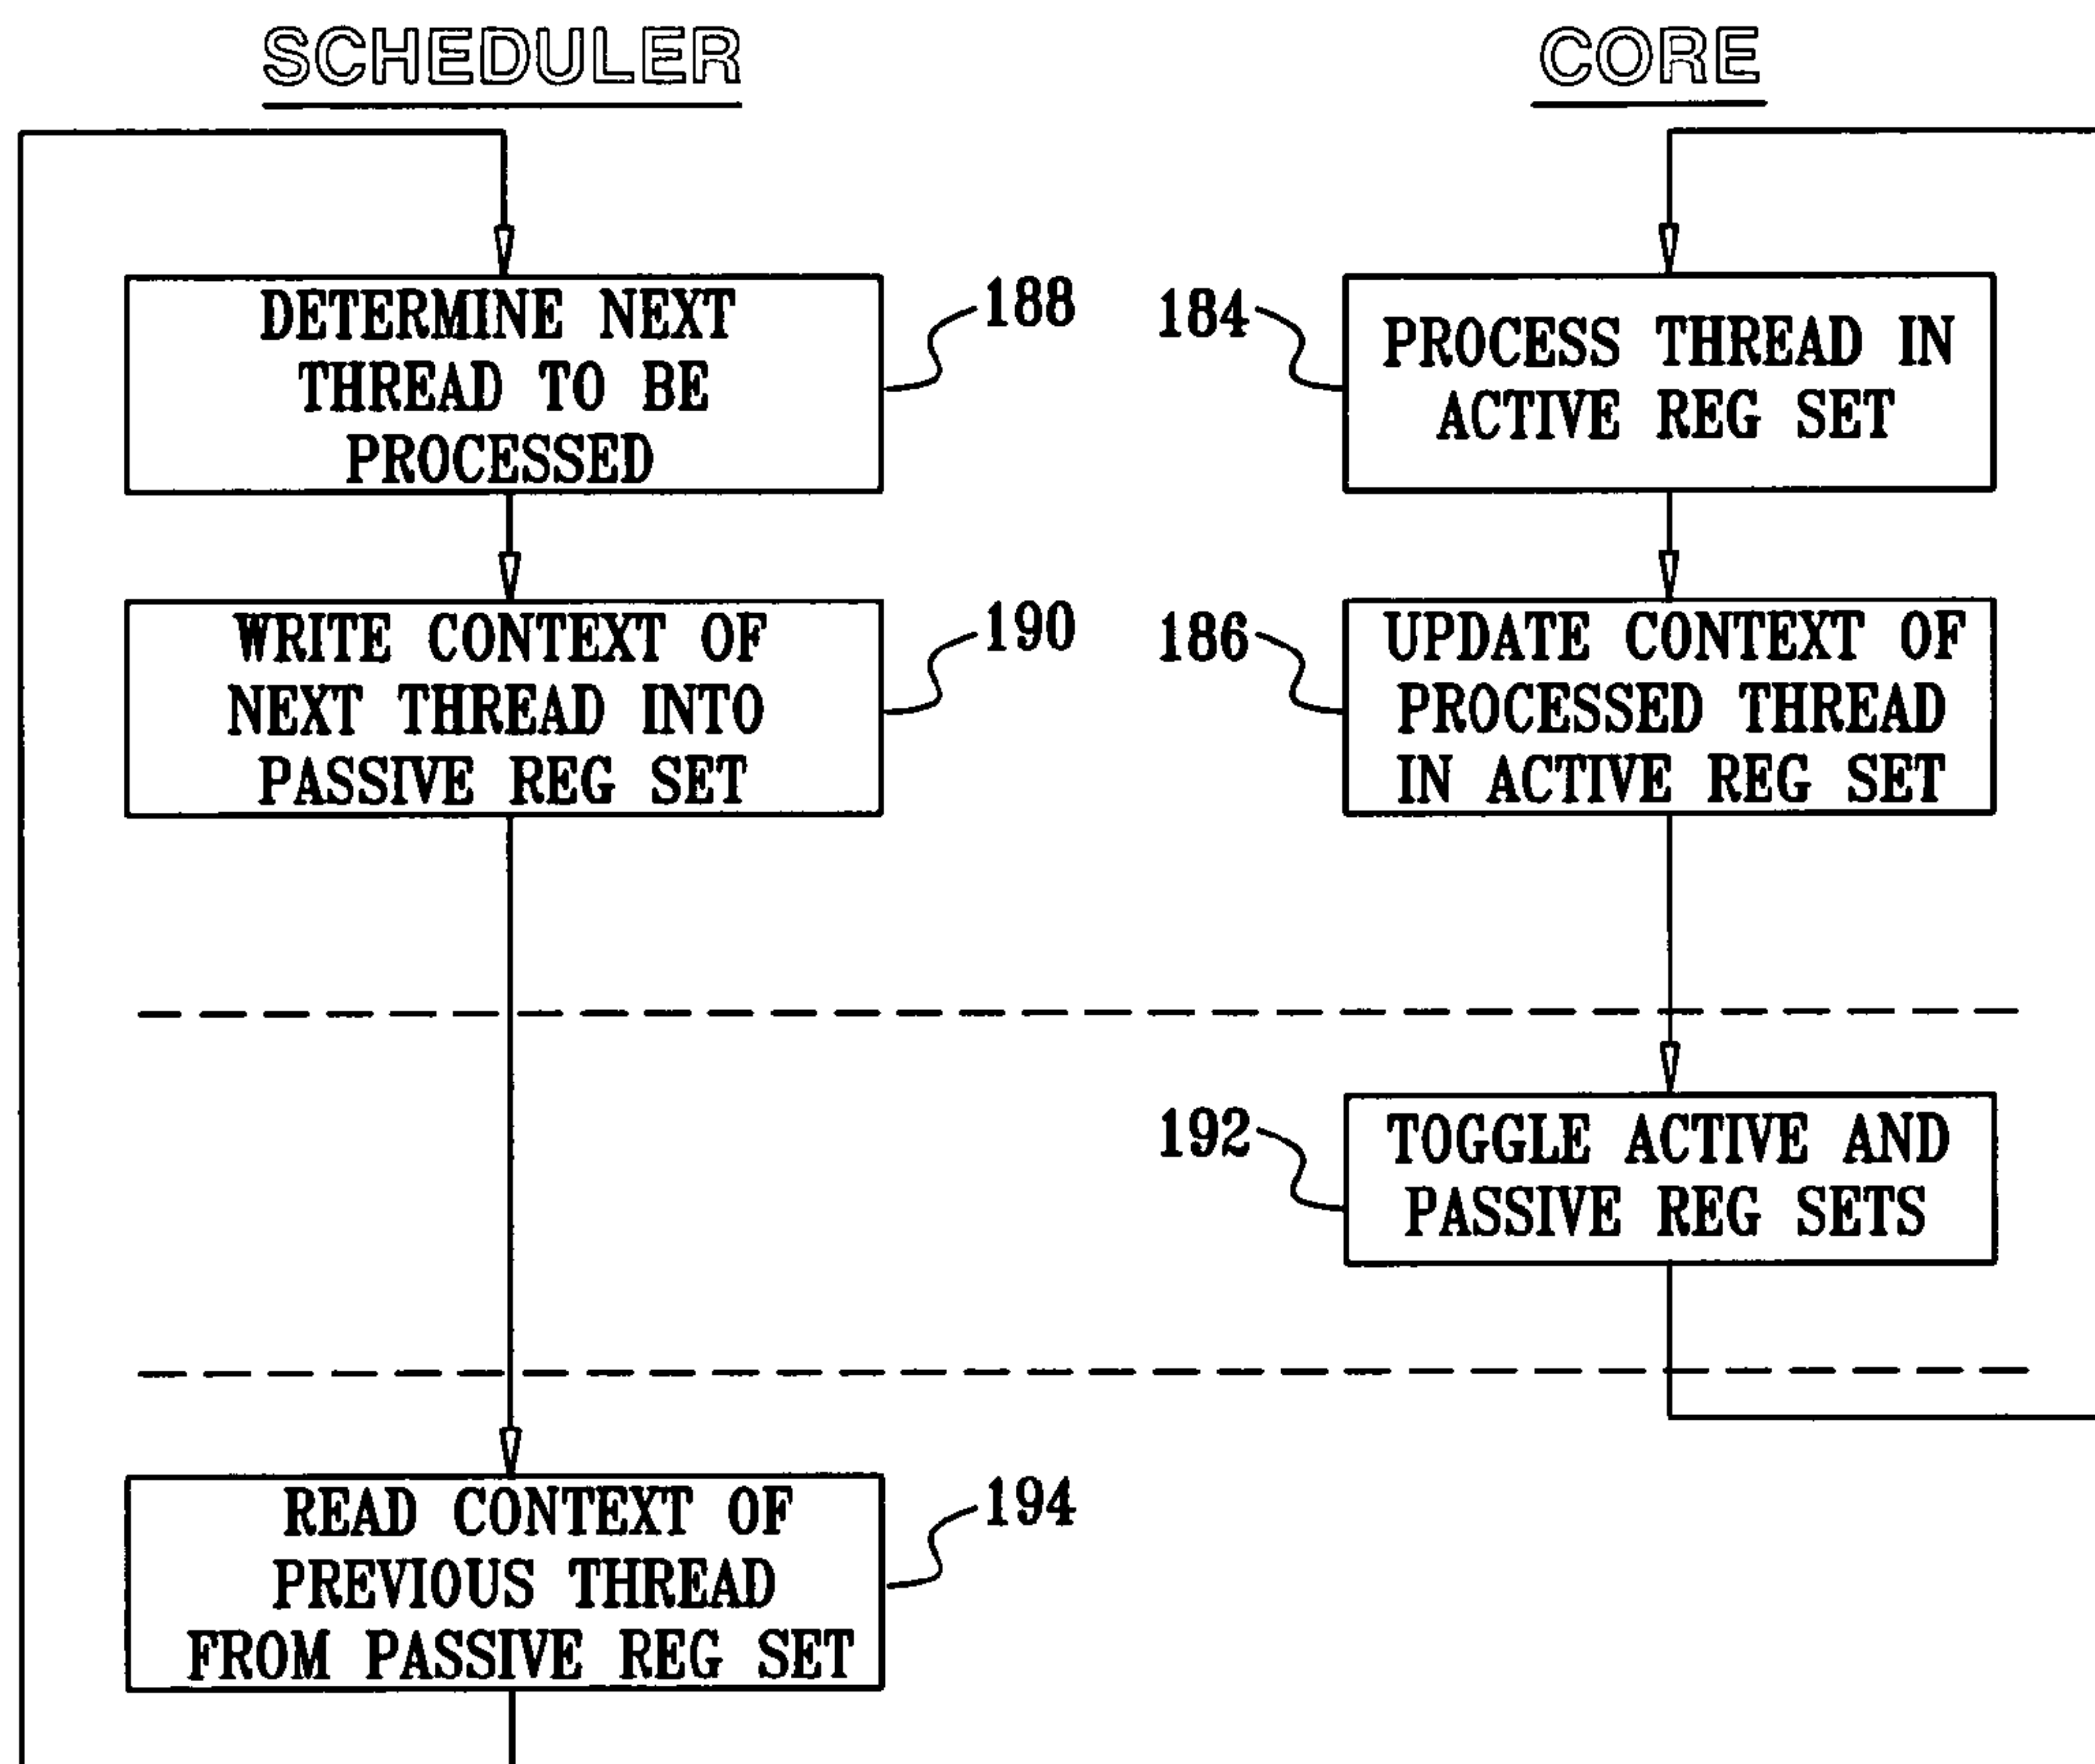 SCHEDULER
DETERMINE NEXT
THREAD TO BE
PROCESSED
188
WRITE CONTEXT OF
NEXT THREAD INTO
PASSIVE REG SET
190
READ CONTEXT OF
PREVIOUS THREAD
FROM PASSIVE REG SET
194
CORE
184
PROCESS THREAD IN
ACTIVE REG SET
186
UPDATE CONTEXT OF
PROCESSED THREAD
IN ACTIVE REG SET
192
TOGGLE ACTIVE AND
PASSIVE REG SETS